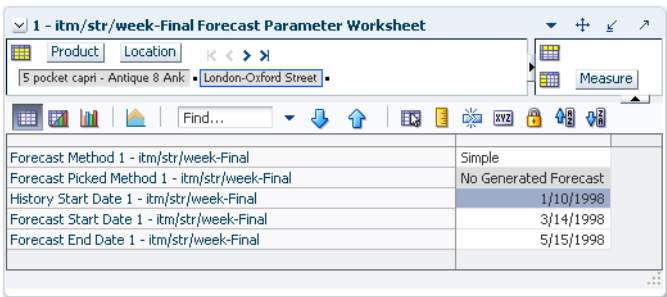 1 - itm/str/week-Final Forecast Parameter Worksheet
Product Location
5 pocket capri - Antique 8 Ank London-Oxford Street
Measure
Find...
XYZ
Forecast Method 1 - itm/str/week-Final Simple
Forecast Picked Method 1 - itm/str/week-Final No Generated Forecast
History Start Date 1 - itm/str/week-Final 1/10/1998
Forecast Start Date 1 - itm/str/week-Final 3/14/1998
Forecast End Date 1 - itm/str/week-Final 5/15/1998